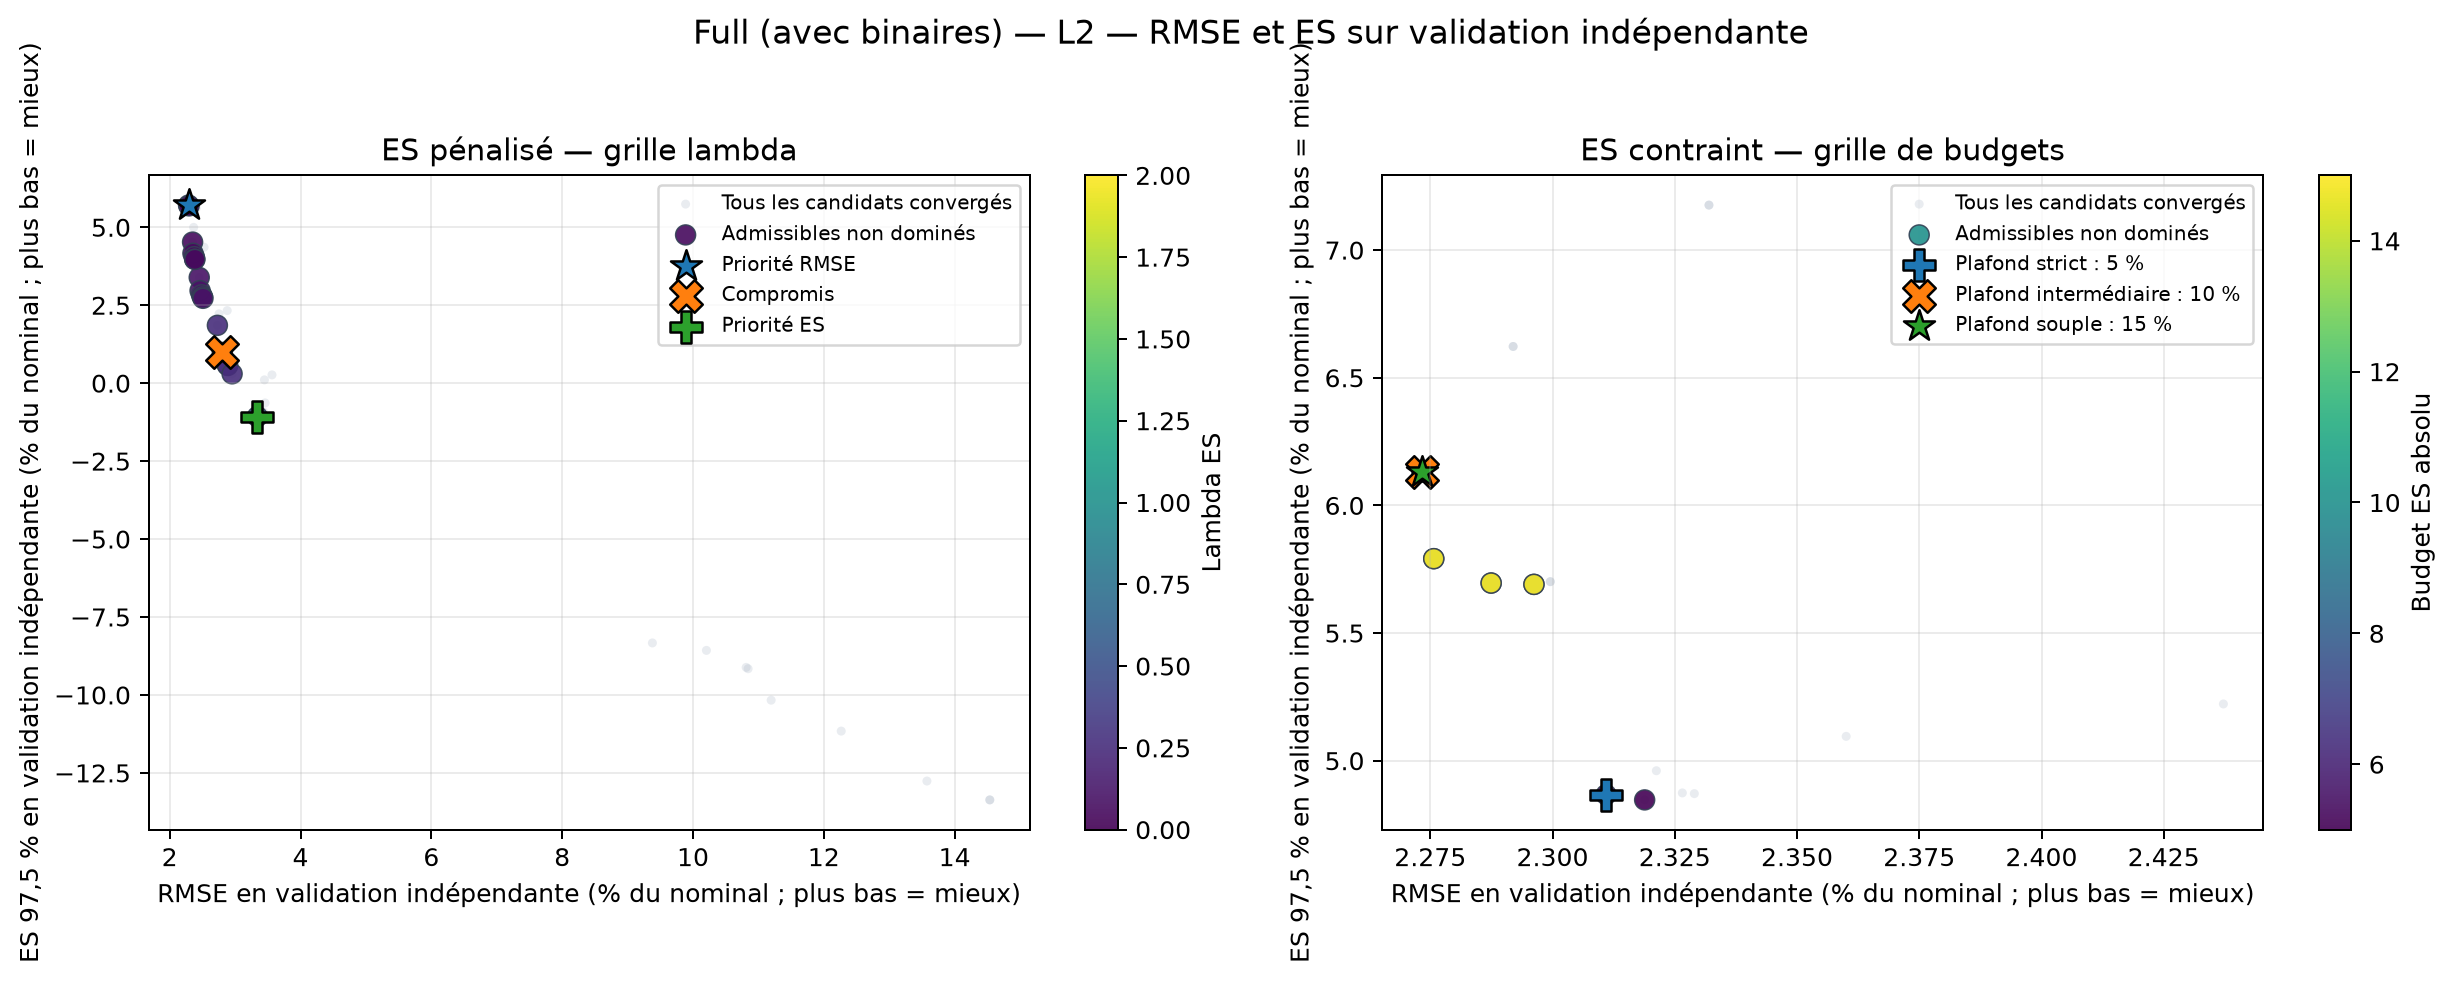 Full (avec binaires) — L2 — RMSE et ES sur validation indépendante
ES pénalisé — grille lambda
ES 97,5 % en validation indépendante (% du nominal ; plus bas = mieux)
5.0
2.5
0.0
−2.5
−5.0
−7.5
−10.0
−12.5
Tous les candidats convergés
Admissibles non dominés
Priorité RMSE
Compromis
Priorité ES
2 4 6 8 10 12 14
RMSE en validation indépendante (% du nominal ; plus bas = mieux)
2.00
1.75
1.50
1.25
1.00
0.75
0.50
0.25
0.00
Lambda ES
ES contraint — grille de budgets
ES 97,5 % en validation indépendante (% du nominal ; plus bas = mieux)
7.0
6.5
6.0
5.5
5.0
Tous les candidats convergés
Admissibles non dominés
Plafond strict : 5 %
Plafond intermédiaire : 10 %
Plafond souple : 15 %
2.275 2.300 2.325 2.350 2.375 2.400 2.425
RMSE en validation indépendante (% du nominal ; plus bas = mieux)
14
12
10
8
6
Budget ES absolu